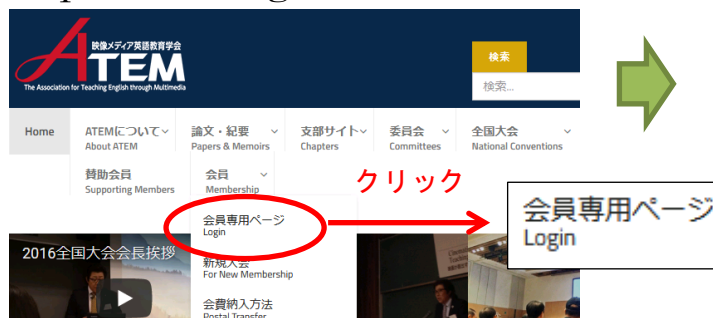 映像メディア英語教育学会
ATEM
The Association for Teaching English through Multimedia
検索
検索...
Home
ATEMについて
About ATEM
論文・紀要
Papers & Memoirs
支部サイト
Chapters
委員会
Committees
全国大会
National Conventions
賛助会員
Supporting Members
会員
Membership
クリック
会員専用ページ
Login
会員専用ページ
Login
2016全国大会会長挨拶
新規入会
For New Membership
会費納入方法
Postal Transfer